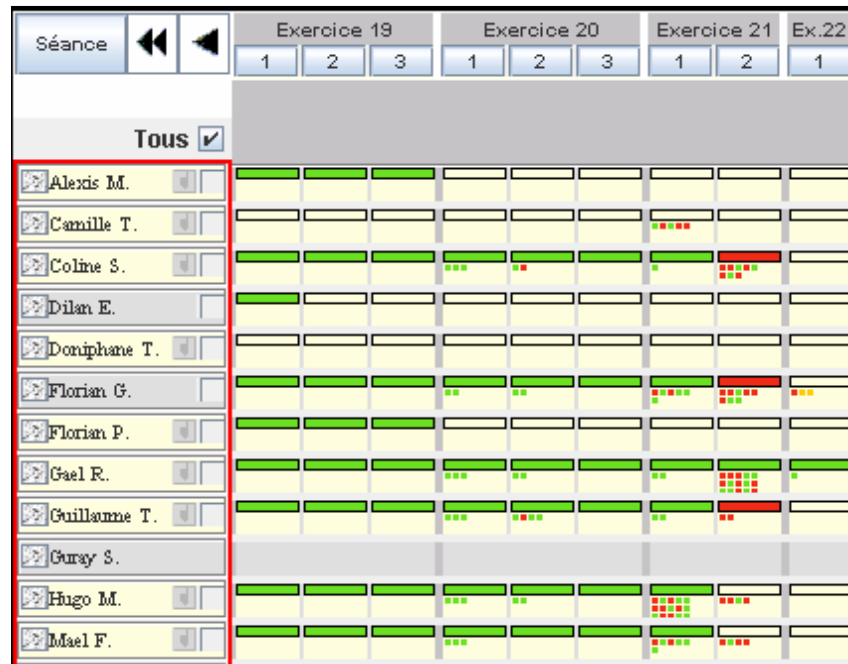 Séance Exercice 19 Exercice 20 Exercice 21 Ex.22
1 2 3 1 2 3 1 2 1
Tous
Alexis M.
Camille T.
Coline S.
Dilan E.
Doniphane T.
Florian G.
Florian P.
Gael R.
Guillaume T.
Guray S.
Hugo M.
Mael F.